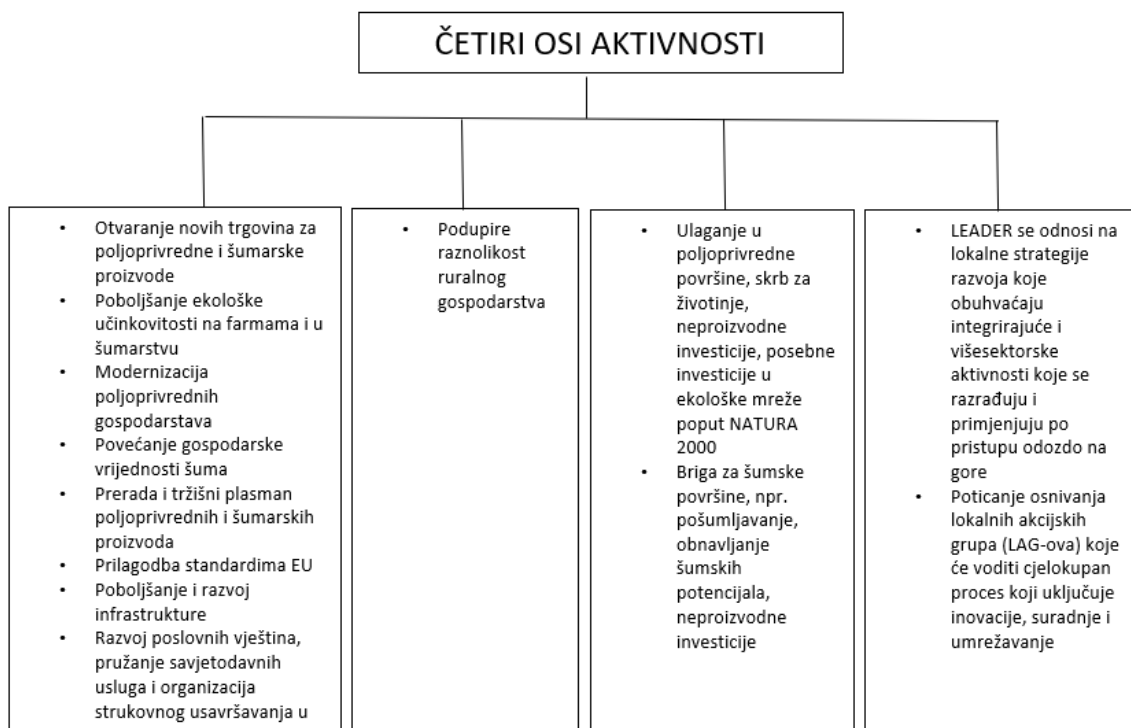 ČETIRI OSI AKTIVNOSTI
• Otvaranje novih trgovina za
poljoprivredne i šumarske
proizvode
• Poboljšanje ekološke
učinkovitosti na farmama i u
šumarstvu
• Modernizacija
poljoprivrednih
gospodarstava
• Povećanje gospodarske
vrijednosti šuma
• Prerada i tržišni plasman
poljoprivrednih i šumarskih
proizvoda
• Prilagodba standardima EU
• Poboljšanje i razvoj
infrastrukture
• Razvoj poslovnih vještina,
pružanje savjetodavnih
usluga i organizacija
strukovnog usavršavanja u
• Podupire
raznolikost
ruralnog
gospodarstva
• Ulaganje u
poljoprivredne
površine, skrb za
životinje,
neproizvodne
investicije, posebne
investicije u
ekološke mreže
poput NATURA
2000
• Briga za šumske
površine, npr.
pošumljavanje,
obnavljanje
šumskih
potencijala,
neproizvodne
investicije
• LEADER se odnosi na
lokalne strategije
razvoja koje
obuhvaćaju
integrirajuće i
višesektorske
aktivnosti koje se
razrađuju i
primjenjuju po
pristupu odozdo na
gore
• Poticanje osnivanja
lokalnih akcijskih
grupa (LAG-ova) koje
će voditi cjelokupan
proces koji uključuje
inovacije, suradnje i
umrežavanje